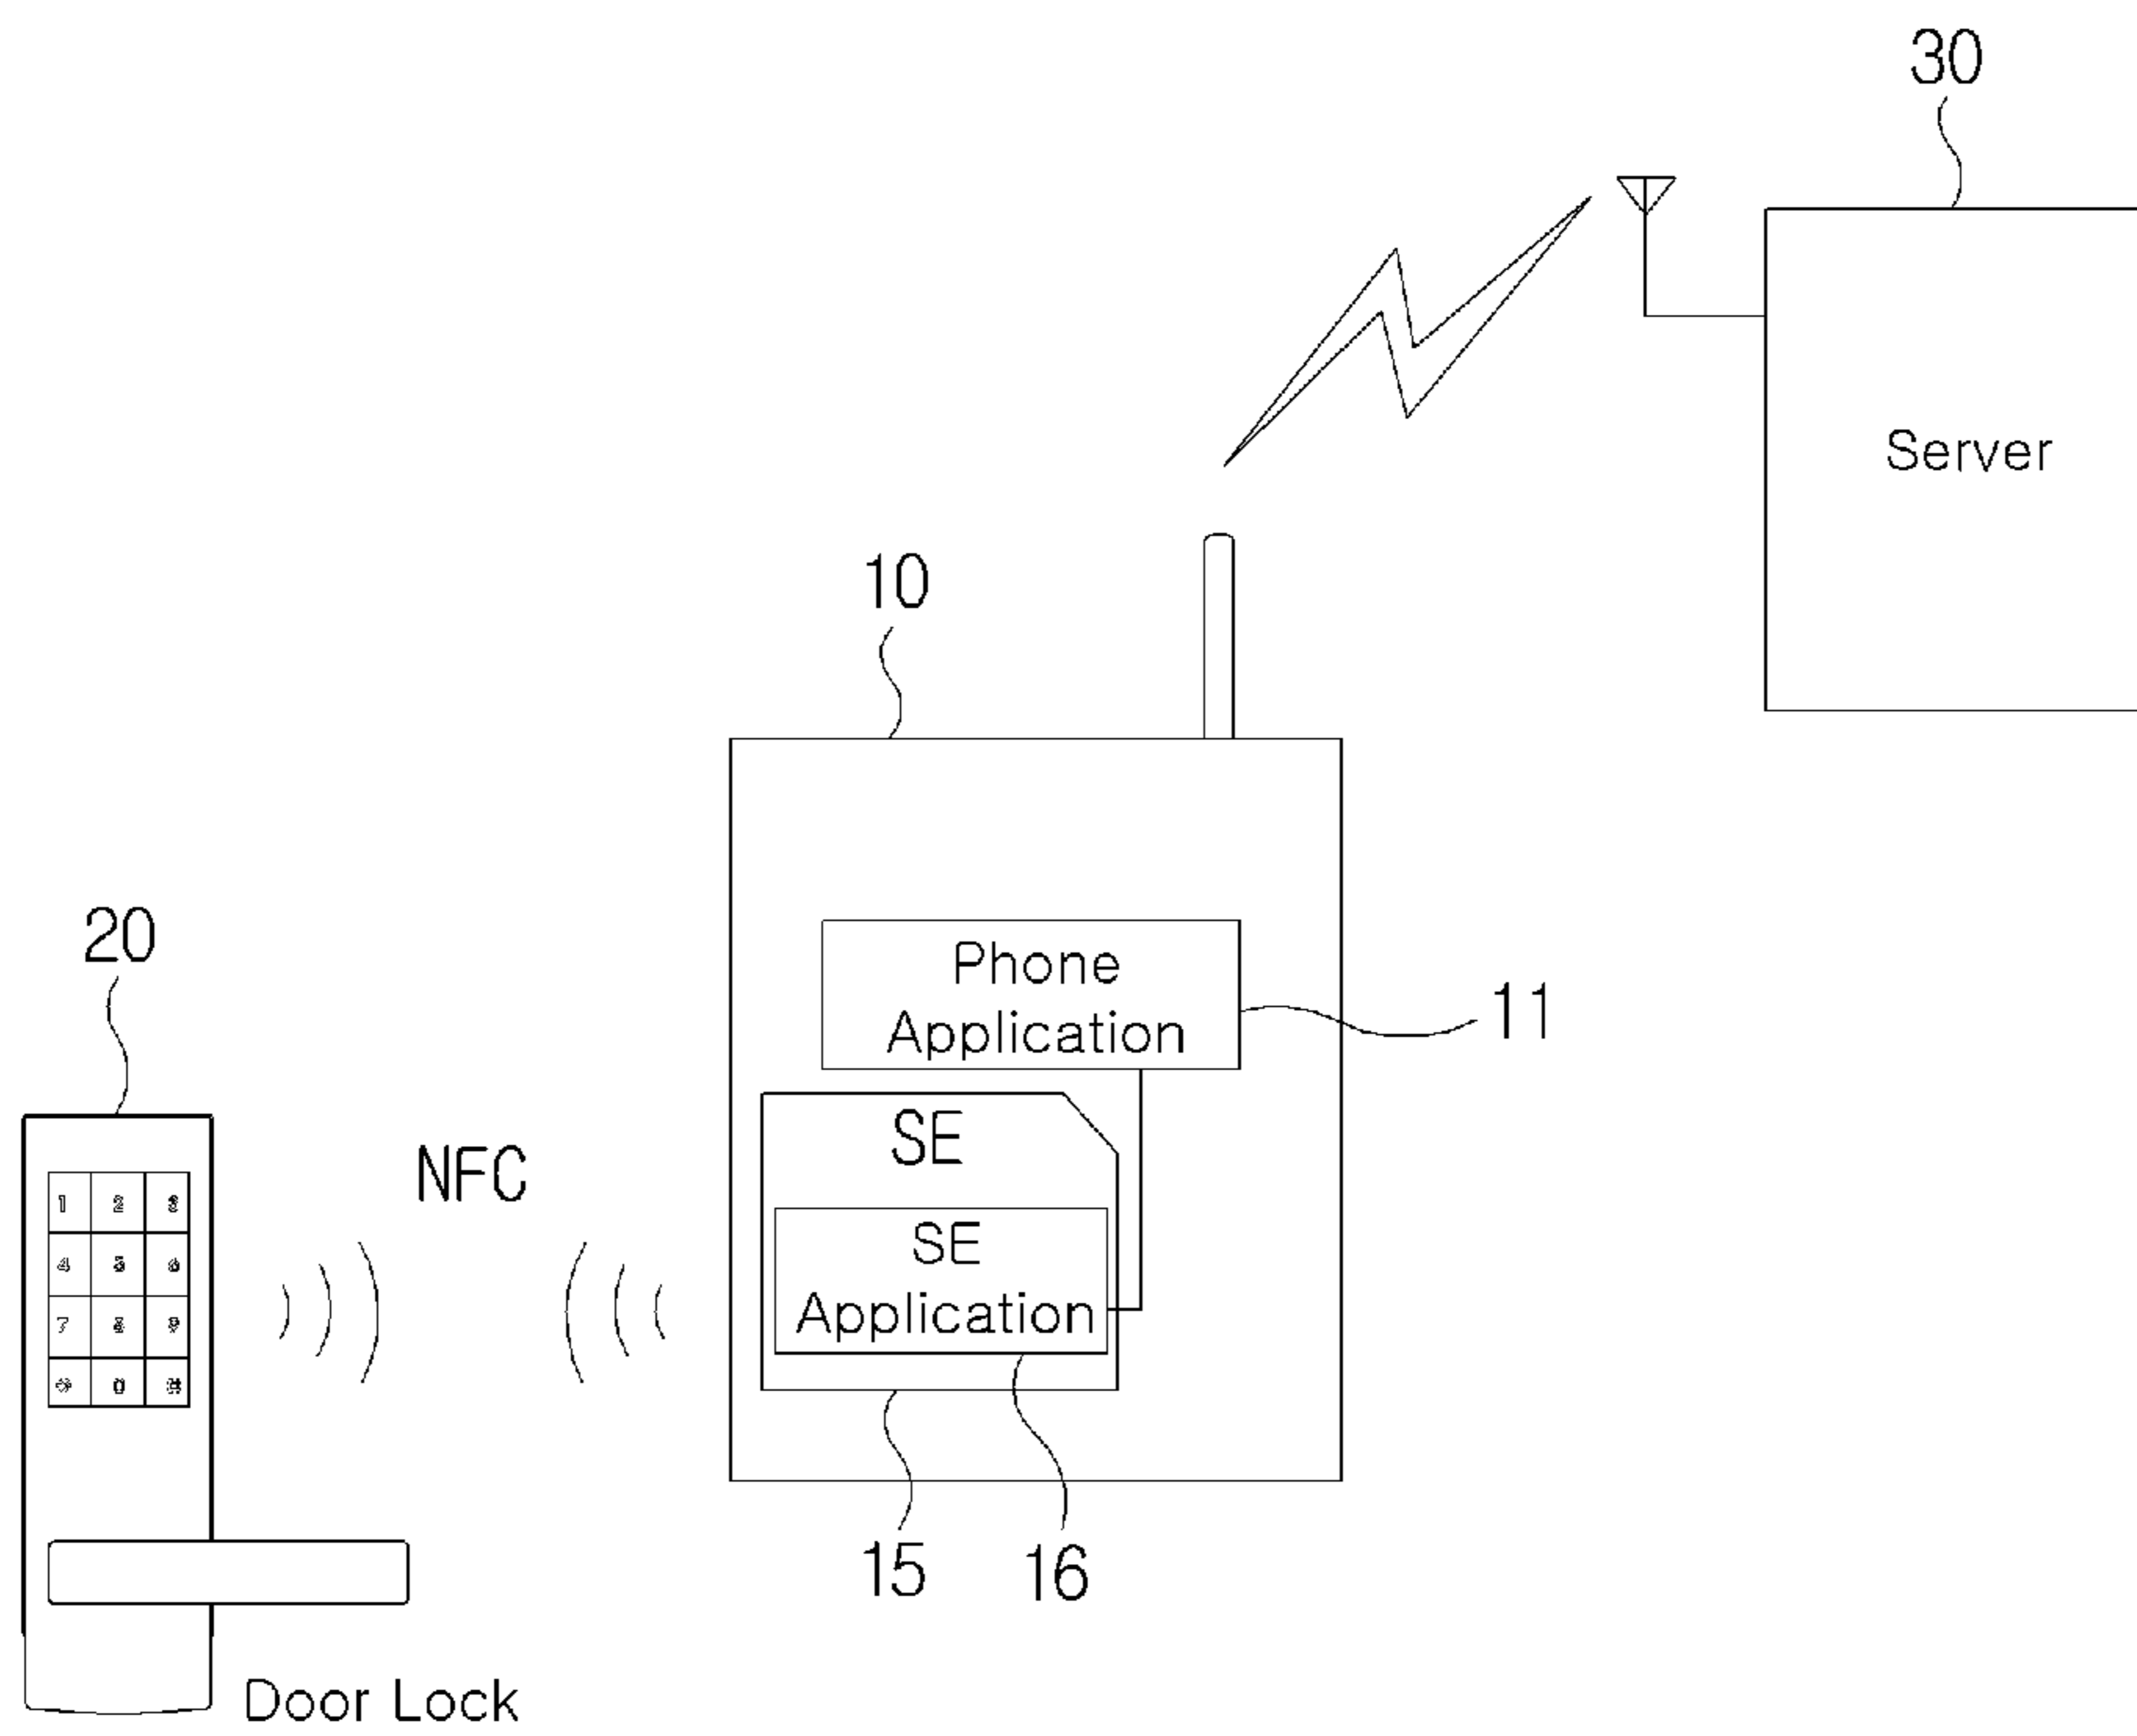 30
Server
10
Phone
Application
11
20
SE
NFC
SE
Application
1 2 3
4 5 6
7 8 9
0
15 16
Door Lock